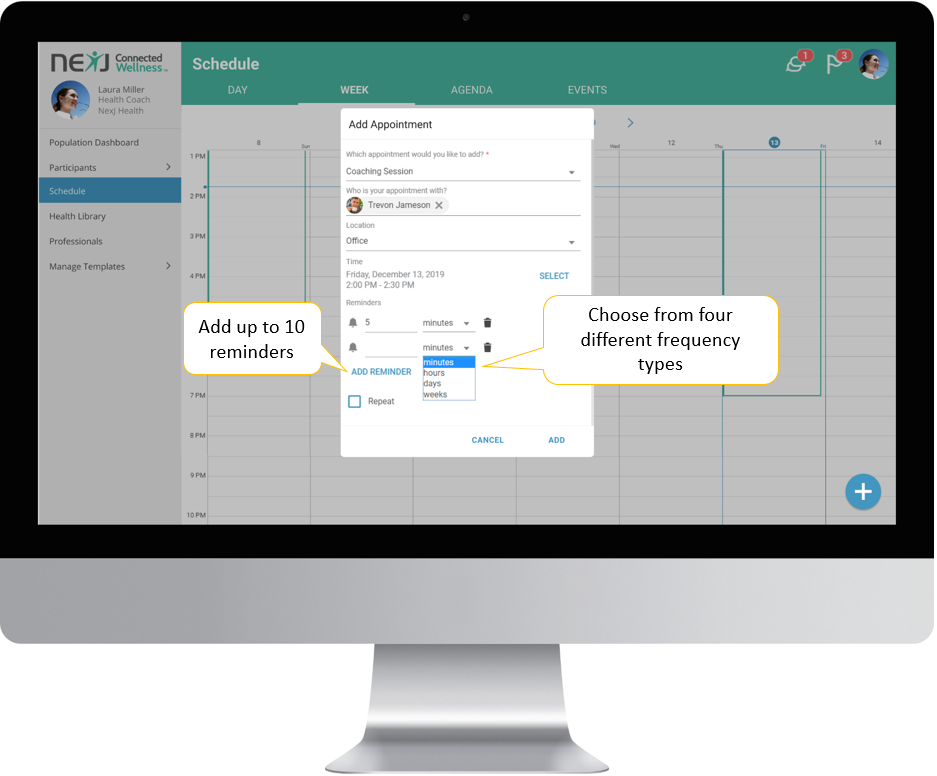 NEXJ Connected
Wellness™
Laura Miller
Health Coach
Nexj Health
Population Dashboard
Participants
Schedule
Health Library
Professionals
Manage Templates
Schedule
1
3
DAY
WEEK
AGENDA
EVENTS
8
Sun
Wed
12
Thu
13
Fri
14
1 PM
2 PM
3 PM
4 PM
7 PM
8 PM
9 PM
10 PM
Add Appointment
Which appointment would you like to add? *
Coaching Session
Who is your appointment with?
Trevon Jameson
Location
Office
Time
Friday, December 13, 2019
2:00 PM - 2:30 PM
SELECT
Reminders
5
minutes
minutes
minutes
hours
days
weeks
ADD REMINDER
Repeat
CANCEL
ADD
Add up to 10
reminders
Choose from four
different frequency
types